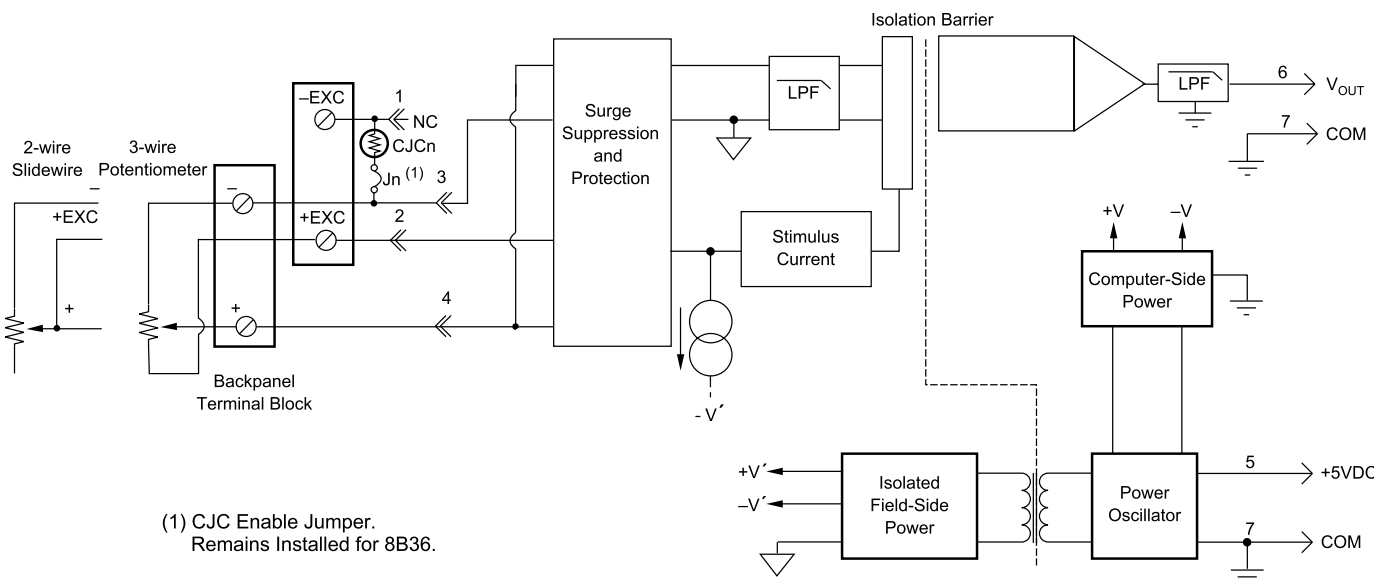 Isolation Barrier
–EXC
1
NC
CJCn
Jn (1)
3
2-wire
Slidewire
3-wire
Potentiometer
–
+EXC
–
+EXC
2
+
+
4
Backpanel
Terminal Block
Surge
Suppression
and
Protection
LPF
LPF
6
VOUT
7
COM
Stimulus
Current
- V´
+V
–V
Computer-Side
Power
+V´
–V´
Isolated
Field-Side
Power
Power
Oscillator
5
+5VDC
7
COM
(1) CJC Enable Jumper.
Remains Installed for 8B36.